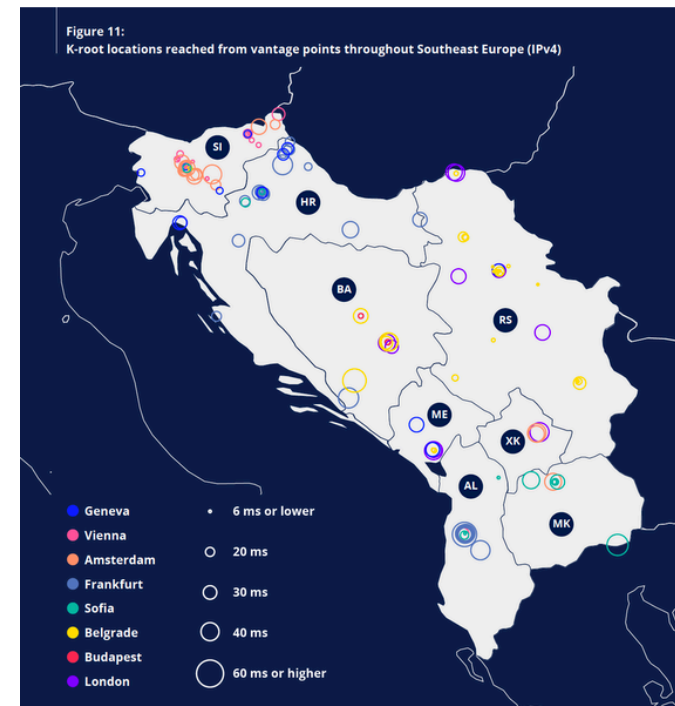 Figure 11:
K-root locations reached from vantage points throughout Southeast Europe (IPv4)
SI
HR
BA
RS
ME
XK
AL
MK
Geneva
Vienna
Amsterdam
Frankfurt
Sofia
Belgrade
Budapest
London
6 ms or lower
20 ms
30 ms
40 ms
60 ms or higher